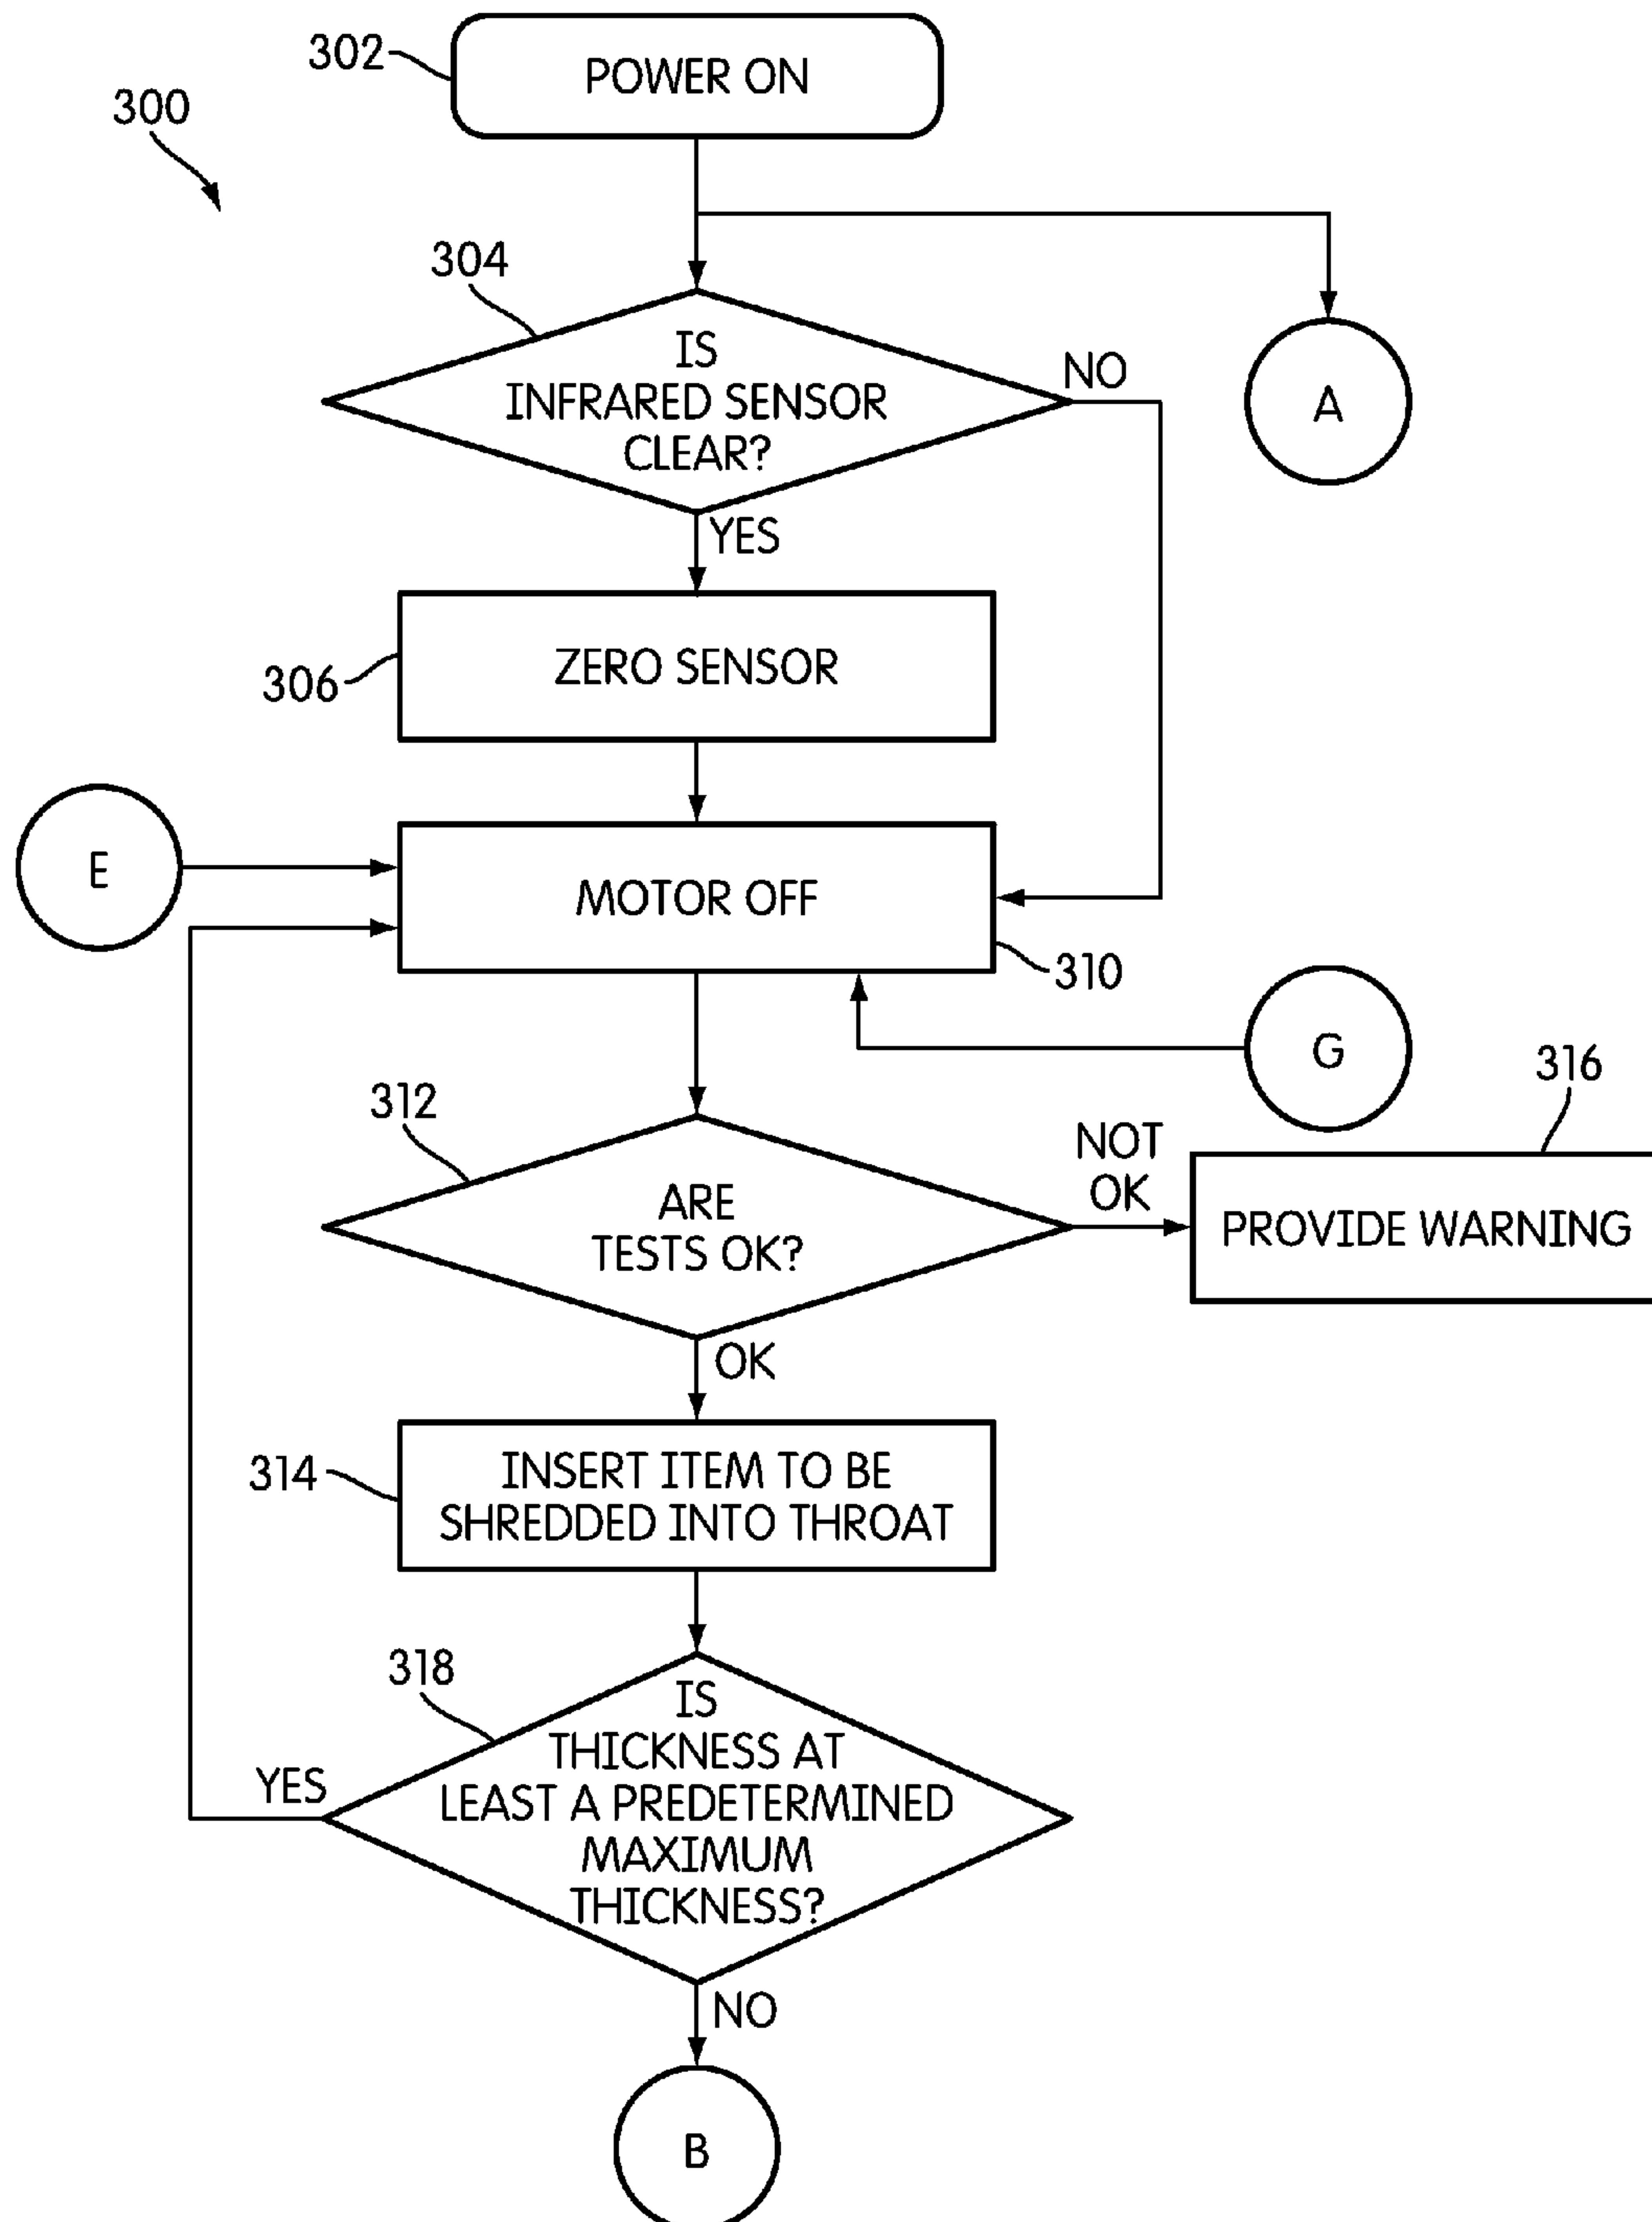 302
POWER ON
300
304
IS
INFRARED SENSOR
CLEAR?
NO
A
YES
306
ZERO SENSOR
E
MOTOR OFF
310
G
316
312
ARE
TESTS OK?
NOT
OK
PROVIDE WARNING
OK
314
INSERT ITEM TO BE
SHREDDED INTO THROAT
318
IS
THICKNESS AT
LEAST A PREDETERMINED
MAXIMUM
THICKNESS?
YES
NO
B